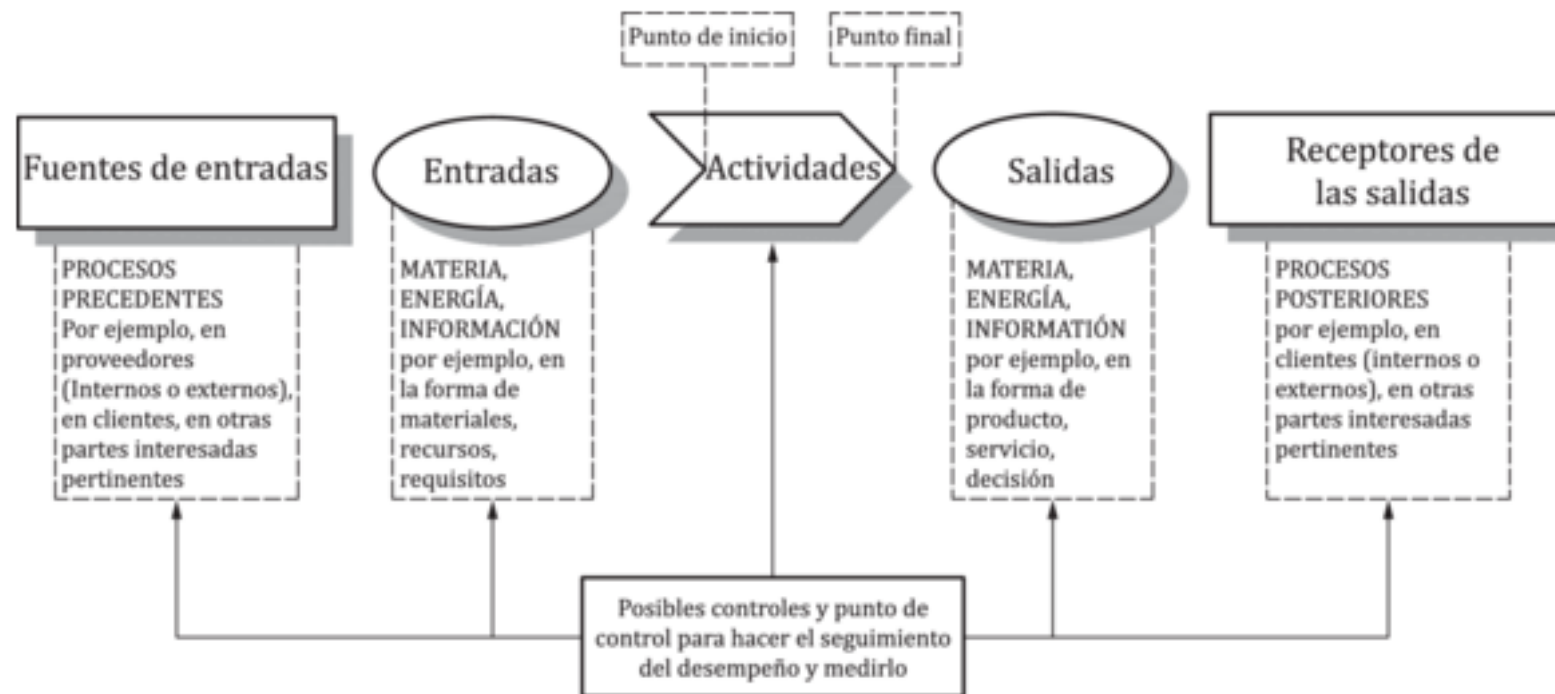 Punto de inicio
Punto final
Fuentes de entradas
Entradas
Actividades
Salidas
Receptores de
las salidas
PROCESOS
PRECEDENTES
Por ejemplo, en
proveedores
(Internos o externos),
en clientes, en otras
partes interesadas
pertinentes
MATERIA,
ENERGÍA,
INFORMACIÓN
por ejemplo, en
la forma de
materiales,
recursos,
requisitos
MATERIA,
ENERGÍA,
INFORMATIÓN
por ejemplo, en
la forma de
producto,
servicio,
decisión
PROCESOS
POSTERIORES
por ejemplo, en
clientes (internos o
externos), en otras
partes interesadas
pertinentes
Posibles controles y punto de
control para hacer el seguimiento
del desempeño y medirlo